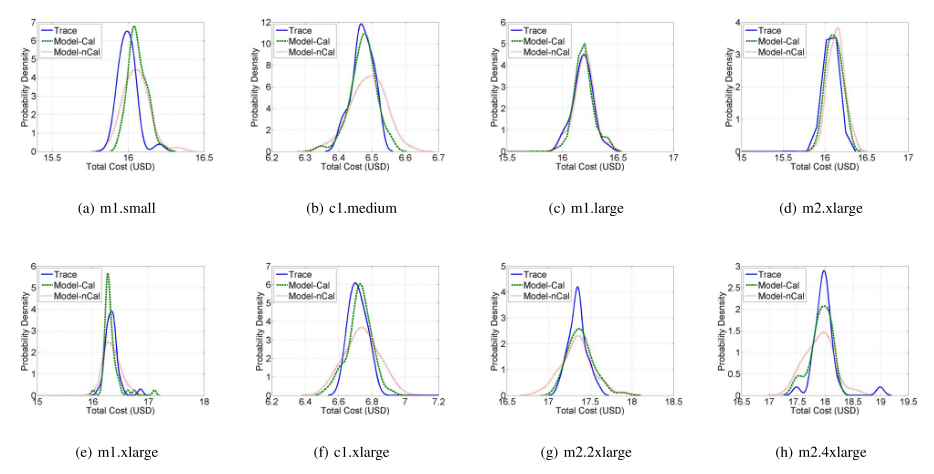 7
6
5
4
3
2
1
0
Probability Desnsity
Trace
Model-Cal
Model-nCal
15.5
16
16.5
Total Cost (USD)
(a) m1.small
12
10
8
6
4
2
0
Probability Desnsity
Trace
Model-Cal
Model-nCal
6.2
6.3
6.4
6.5
6.6
6.7
Total Cost (USD)
(b) c1.medium
6
5
4
3
2
1
0
Probability Desnsity
Trace
Model-Cal
Model-nCal
15.5
16
16.5
17
Total Cost (USD)
(c) m1.large
4
3
2
1
0
Probability Desnsity
Trace
Model-Cal
Model-nCal
15
15.5
16
16.5
17
Total Cost (USD)
(d) m2.xlarge
6
5
4
3
2
1
0
Probability Desnsity
Trace
Model-Cal
Model-nCal
15
16
17
18
Total Cost (USD)
(e) m1.xlarge
7
6
5
4
3
2
1
0
Probability Desnsity
Trace
Model-Cal
Model-nCal
6.2
6.4
6.6
6.8
7
7.2
Total Cost (USD)
(f) c1.xlarge
5
4
3
2
1
0
Probability Desnsity
Trace
Model-Cal
Model-nCal
16.5
17
17.5
18
18.5
Total Cost (USD)
(g) m2.2xlarge
3
2.5
2
1.5
1
0.5
0
Probability Desnsity
Trace
Model-Cal
Model-nCal
16.5
17
17.5
18
18.5
19
19.5
Total Cost (USD)
(h) m2.4xlarge